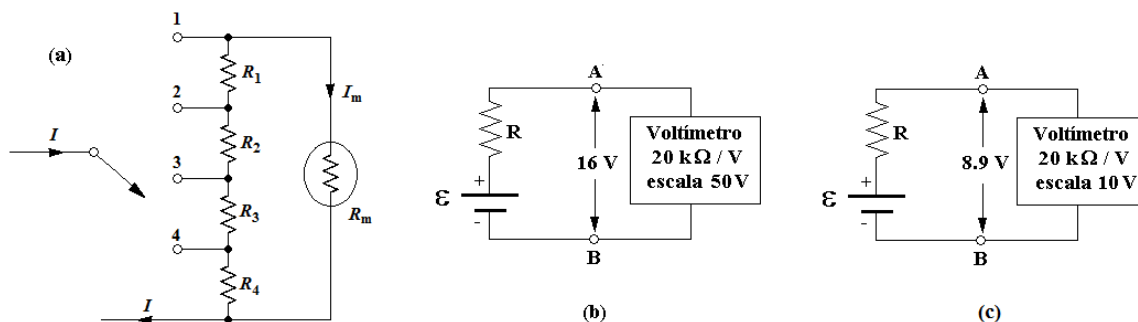 (a)
1
R1
2
R2
3
R3
4
R4
I
I
Im
Rm
A
R
+
ε
-
16 V
Voltímetro
20 kΩ / V
escala 50 V
B
(b)
A
R
+
ε
-
8.9 V
Voltímetro
20 kΩ / V
escala 10 V
B
(c)